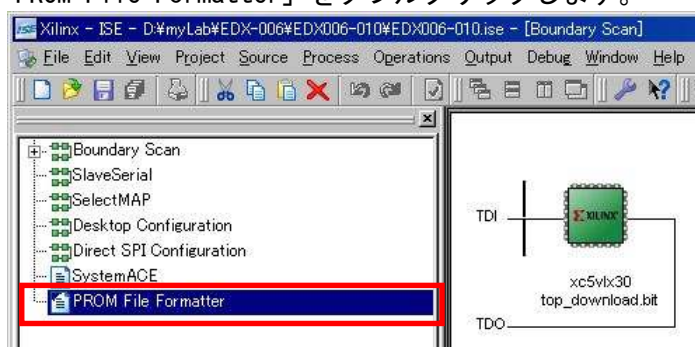 PROM File Formatter」をダブルクリックします。
Xilinx - ISE - D:¥myLab¥EDX-006¥EDX006-010¥EDX006-010.ise - [Boundary Scan]
File Edit View Project Source Process Operations Output Debug Window Help
Boundary Scan
SlaveSerial
SelectMAP
Desktop Configuration
Direct SPI Configuration
SystemACE
PROM File Formatter
TDI
XILINX
xc5vlx30
top_download.bit
TDO